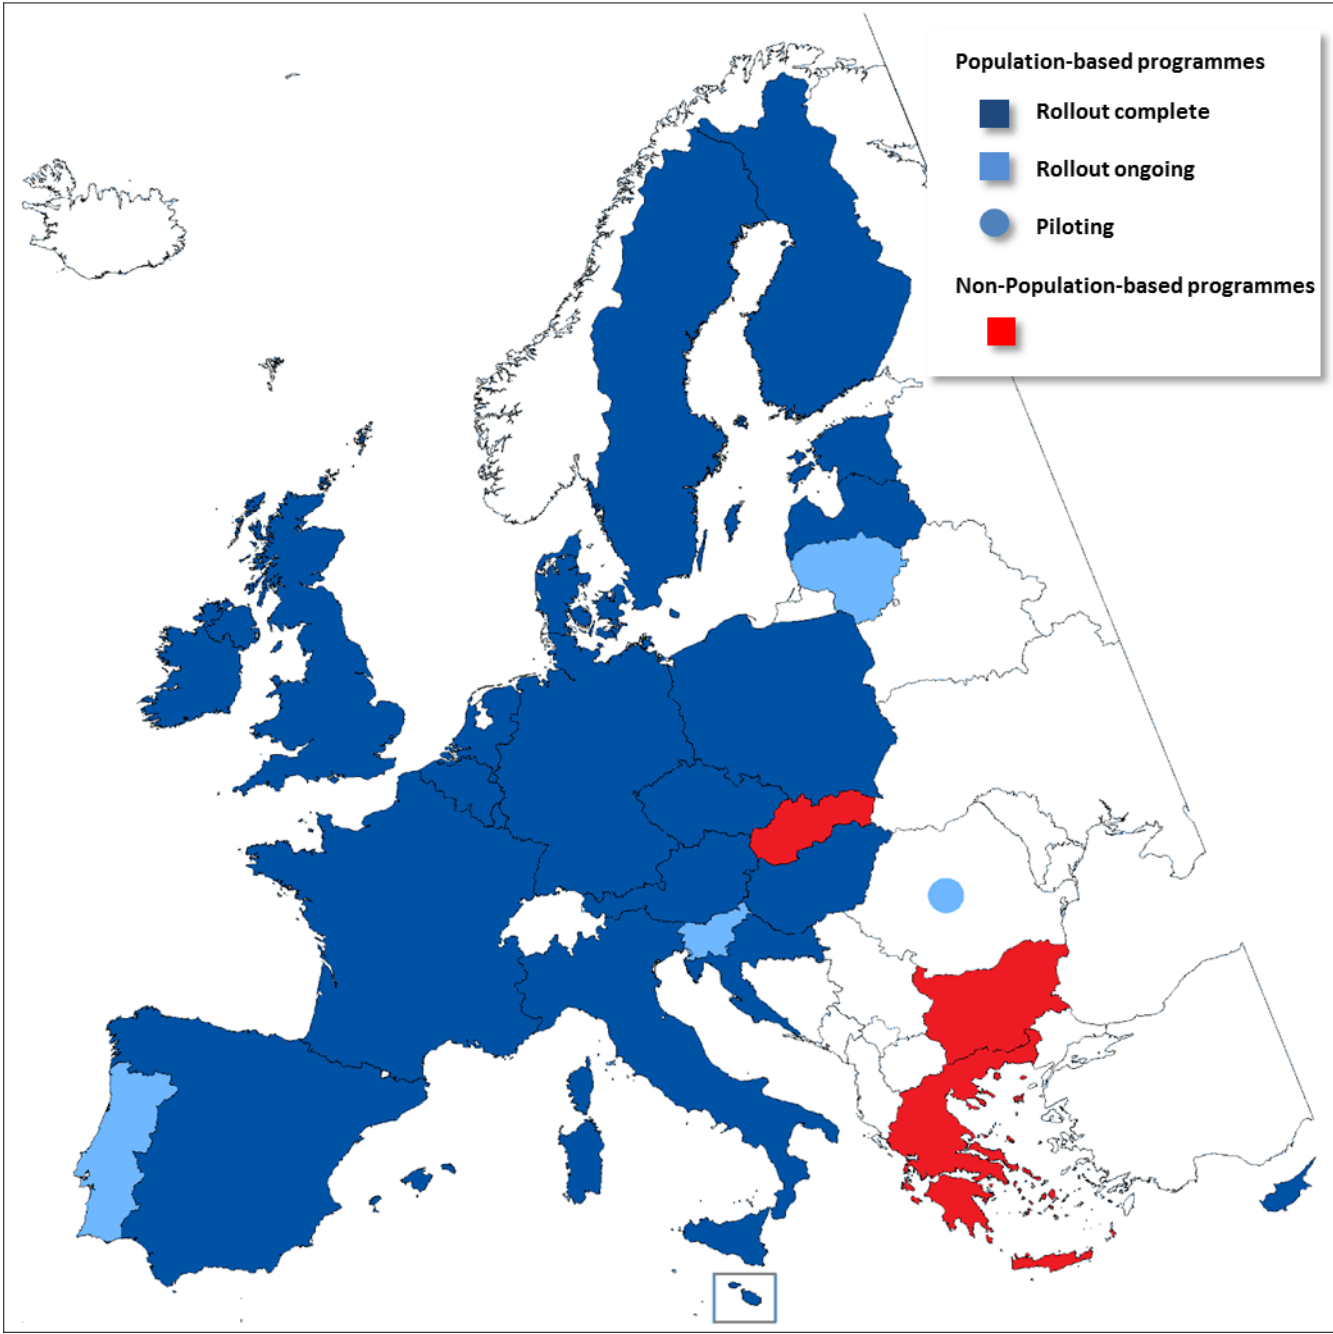 Population-based programmes
Rollout complete
Rollout ongoing
Piloting
Non-Population-based programmes